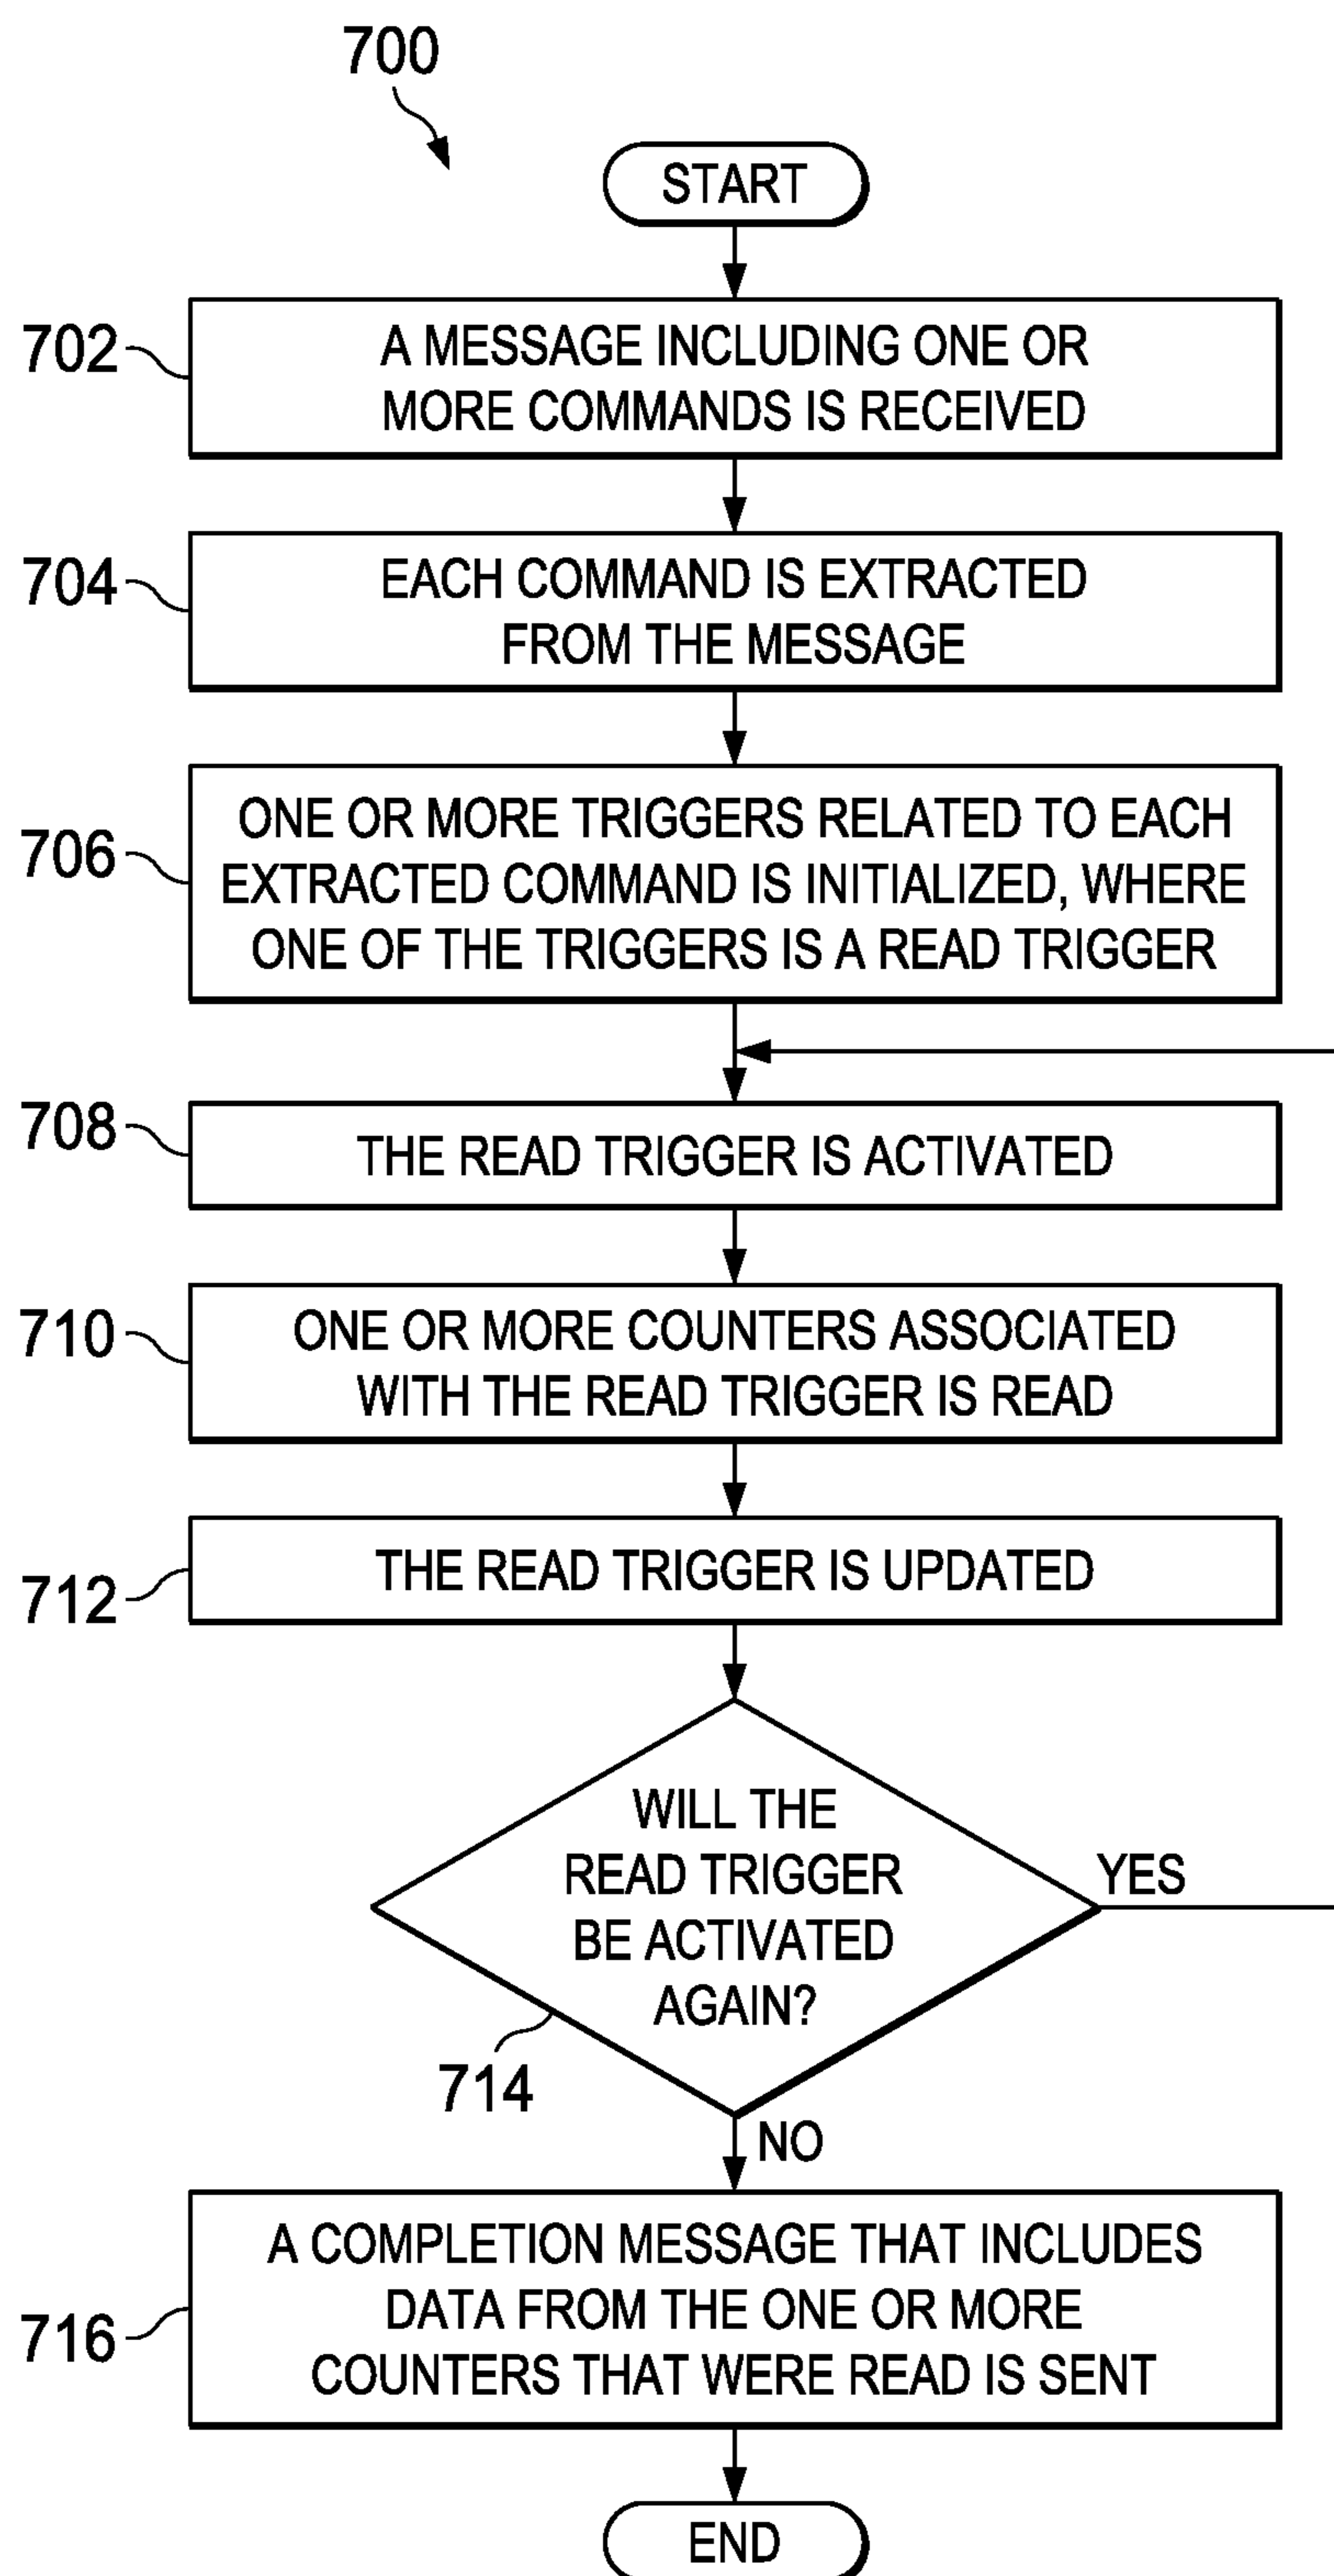 700
START
702
A MESSAGE INCLUDING ONE OR
MORE COMMANDS IS RECEIVED
704
EACH COMMAND IS EXTRACTED
FROM THE MESSAGE
706
ONE OR MORE TRIGGERS RELATED TO EACH
EXTRACTED COMMAND IS INITIALIZED, WHERE
ONE OF THE TRIGGERS IS A READ TRIGGER
708
THE READ TRIGGER IS ACTIVATED
710
ONE OR MORE COUNTERS ASSOCIATED
WITH THE READ TRIGGER IS READ
712
THE READ TRIGGER IS UPDATED
WILL THE
READ TRIGGER
BE ACTIVATED
AGAIN?
YES
714
NO
716
A COMPLETION MESSAGE THAT INCLUDES
DATA FROM THE ONE OR MORE
COUNTERS THAT WERE READ IS SENT
END